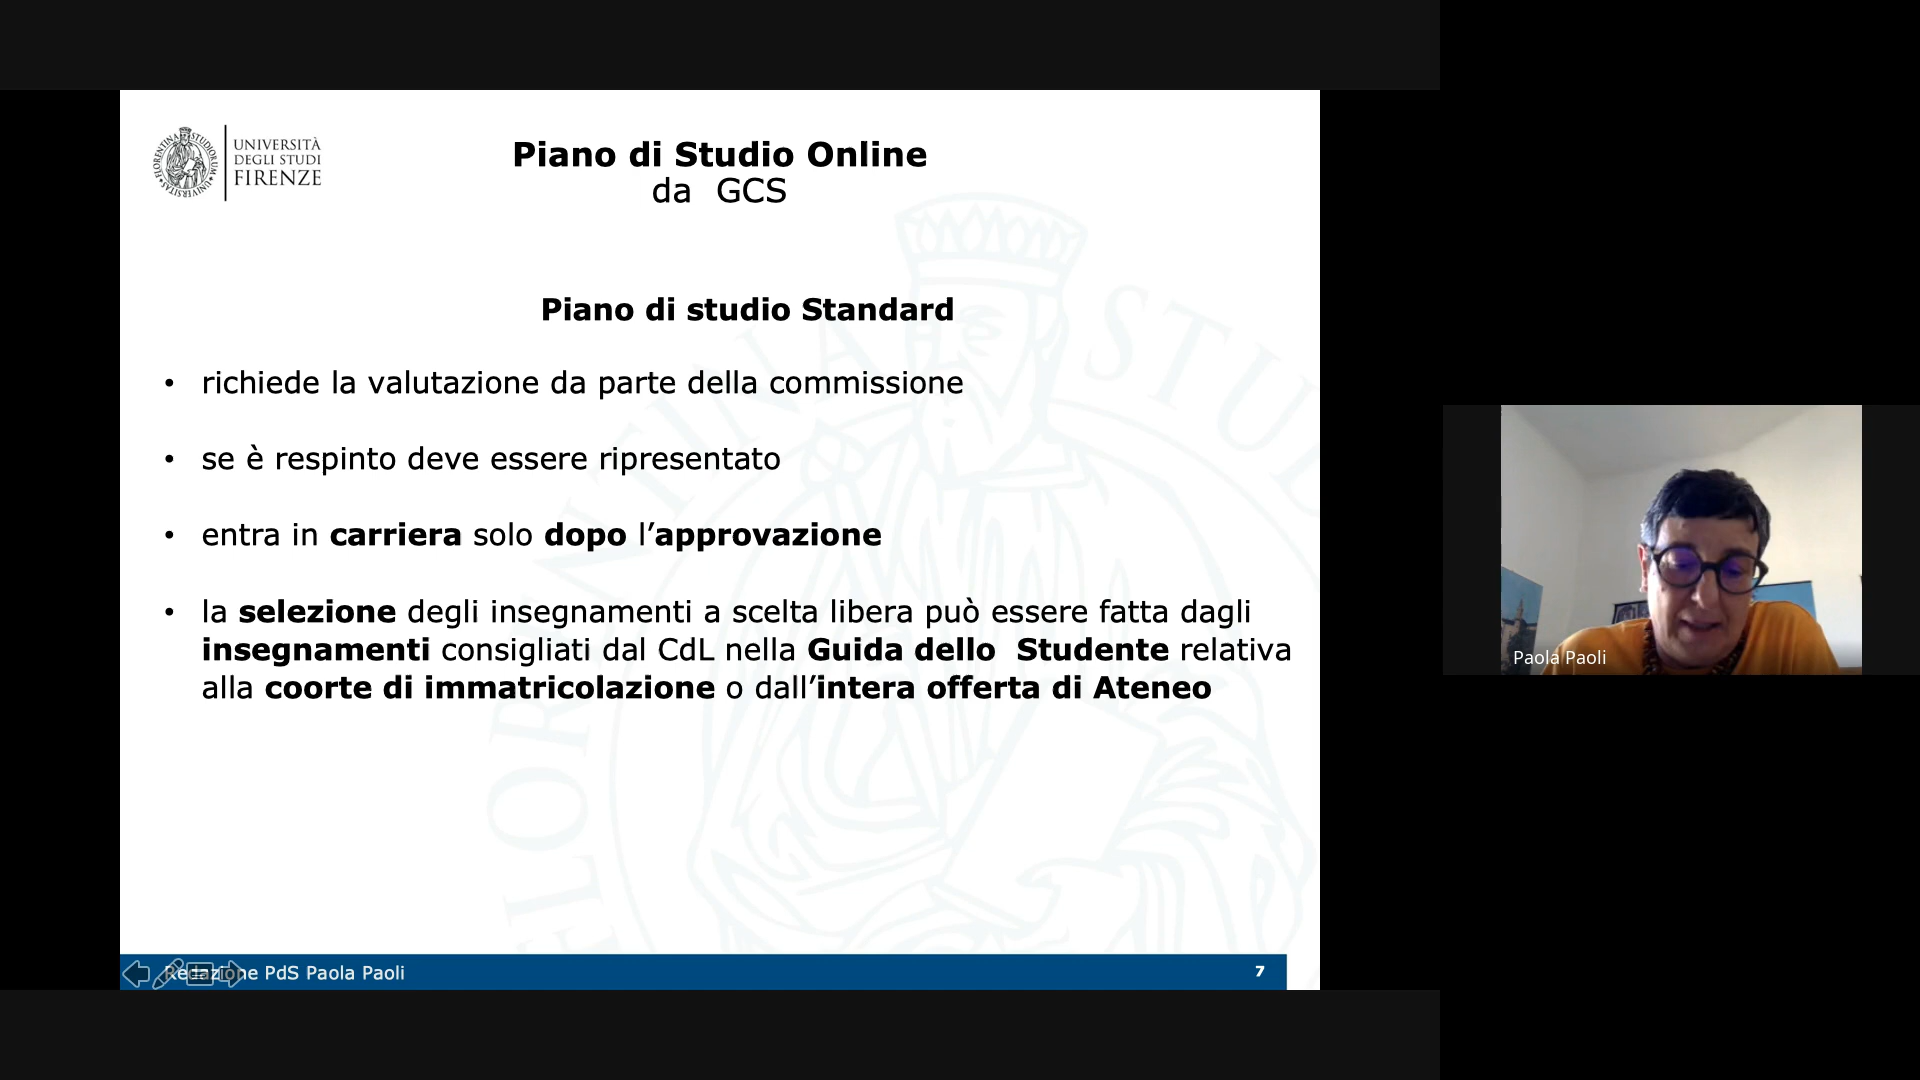 UNIVERSITÀ
DEGLI STUDI
FIRENZE
Piano di Studio Online
da GCS
Piano di studio Standard
• richiede la valutazione da parte della commissione
• se è respinto deve essere ripresentato
• entra in carriera solo dopo l’approvazione
• la selezione degli insegnamenti a scelta libera può essere fatta dagli
insegnamenti consigliati dal CdL nella Guida dello Studente relativa
alla coorte di immatricolazione o dall’intera offerta di Ateneo
Paola Paoli
Redazione PdS Paola Paoli
7